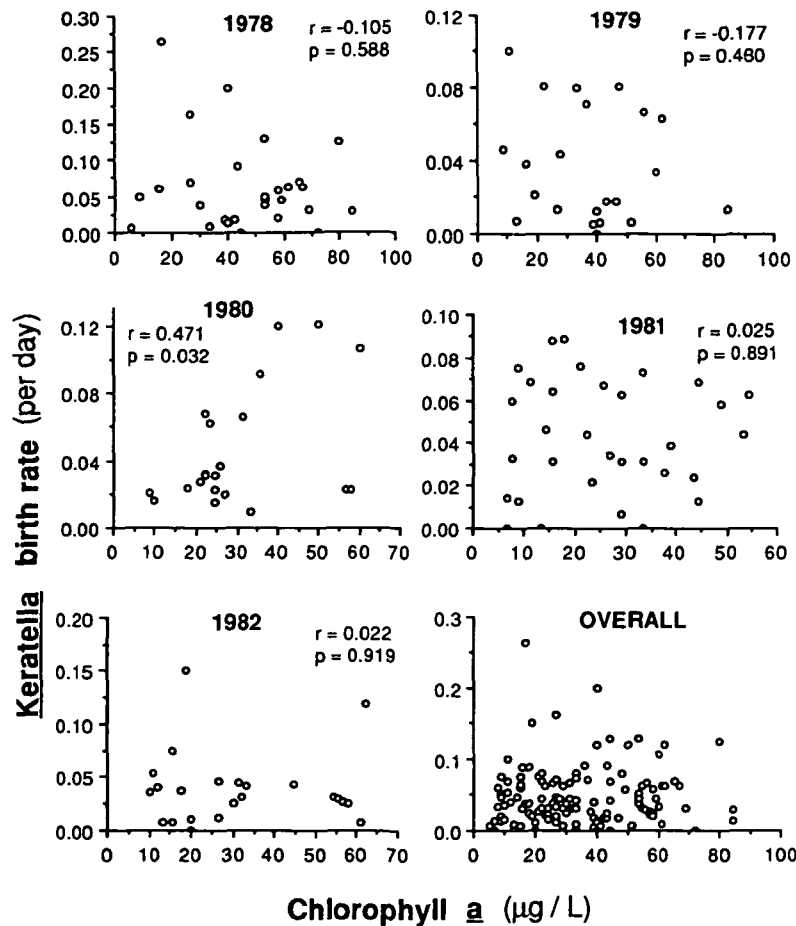 1978
r = -0.105
p = 0.588
0.30
0.25
0.20
0.15
0.10
0.05
0.00
0 20 40 60 80 100
1979
r = -0.177
p = 0.460
0.12
0.08
0.04
0.00
0 20 40 60 80 100
1980
r = 0.471
p = 0.032
0.12
0.08
0.04
0.00
0 10 20 30 40 50 60 70
1981
r = 0.025
p = 0.891
0.10
0.08
0.06
0.04
0.02
0.00
0 10 20 30 40 50 60
1982
r = 0.022
p = 0.919
0.20
0.15
0.10
0.05
0.00
0 10 20 30 40 50 60 70
OVERALL
0.3
0.2
0.1
0.0
0 20 40 60 80 100
Keratella birth rate (per day)
Chlorophyll a (μg / L)